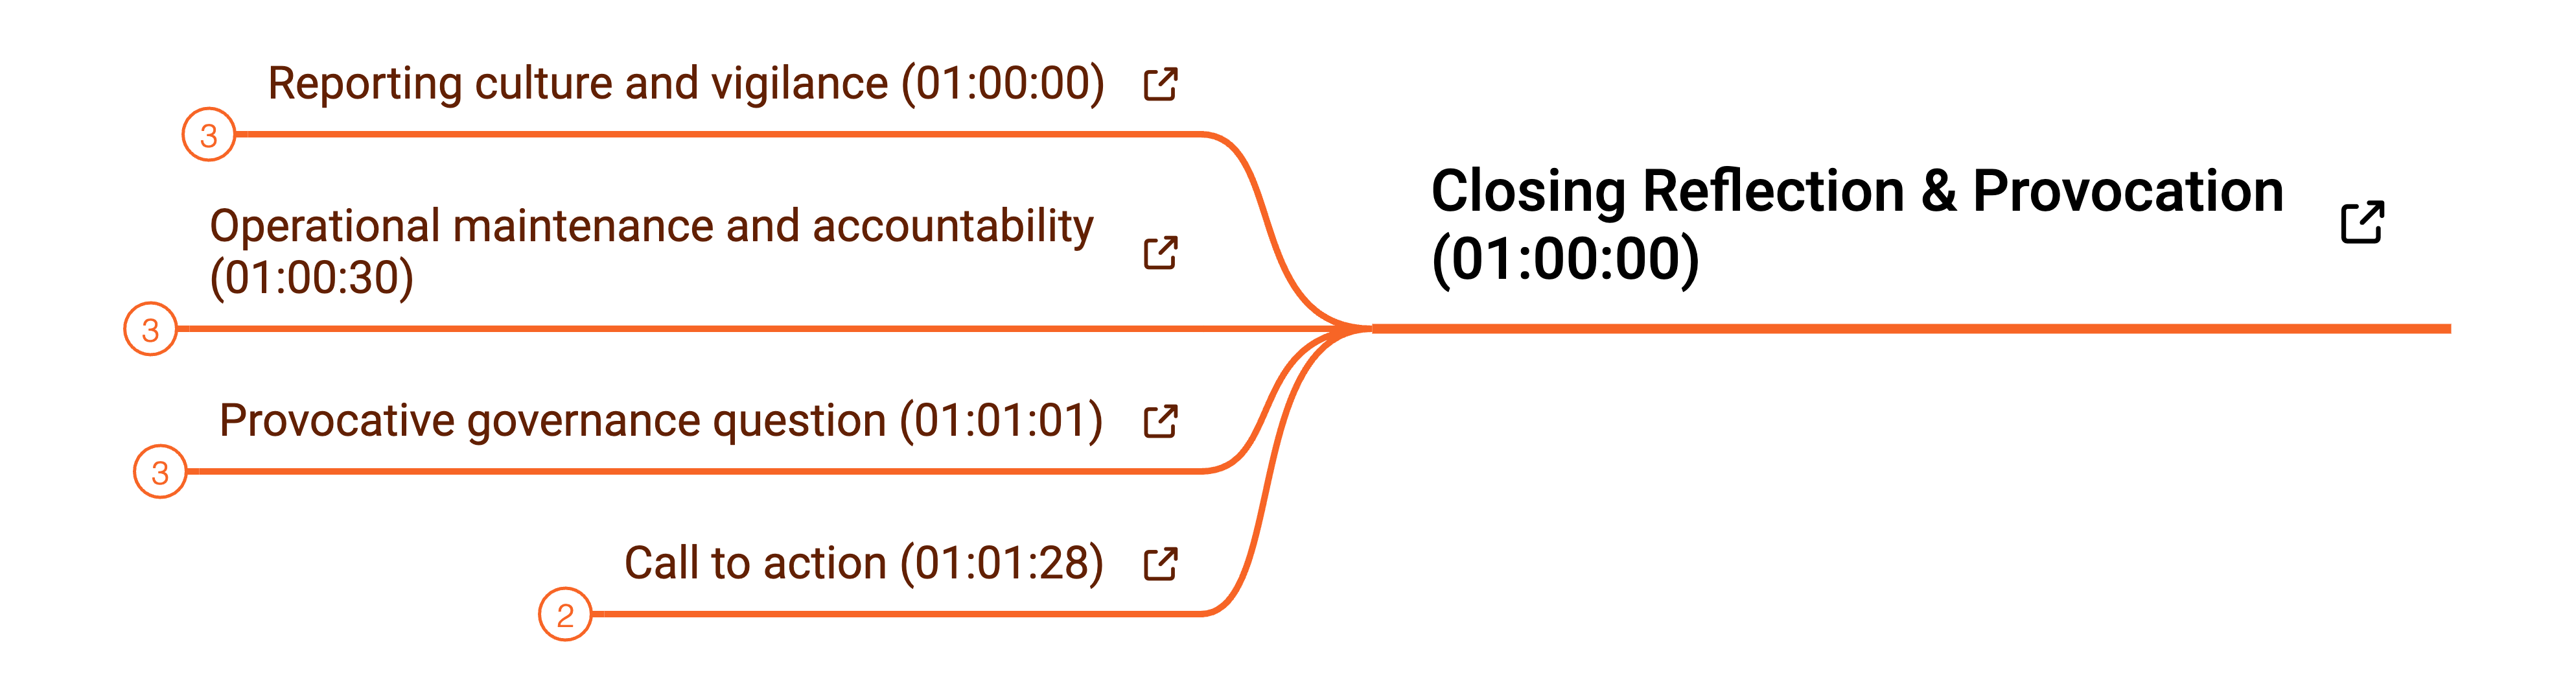 Reporting culture and vigilance (01:00:00)
3
Operational maintenance and accountability
(01:00:30)
3
Provocative governance question (01:01:01)
3
Call to action (01:01:28)
2
Closing Reflection & Provocation
(01:00:00)